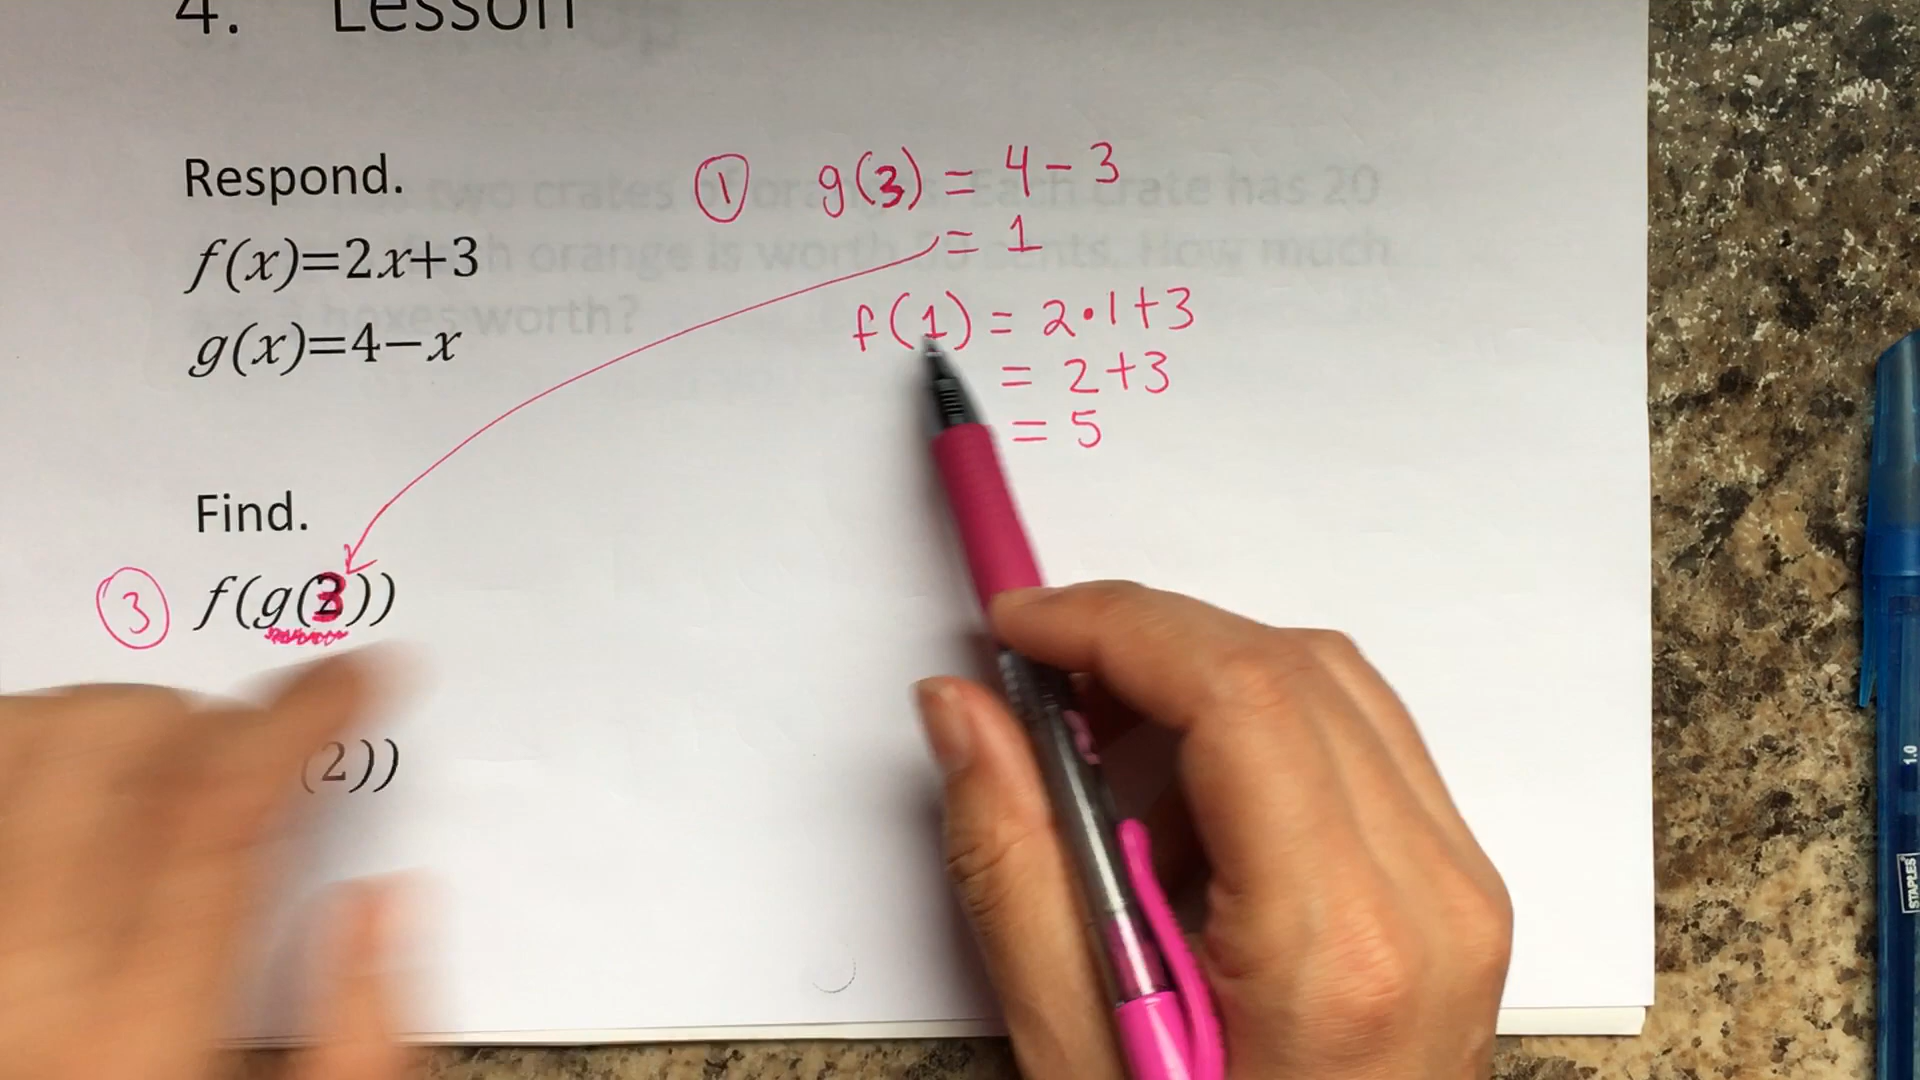 4. Lesson
Respond.
f(x)=2x+3
g(x)=4−x
Find.
③ f(g(3))
(2))
① g(3) = 4 − 3
= 1
f(1) = 2·1+3
= 2+3
= 5
1.0
STAPLES